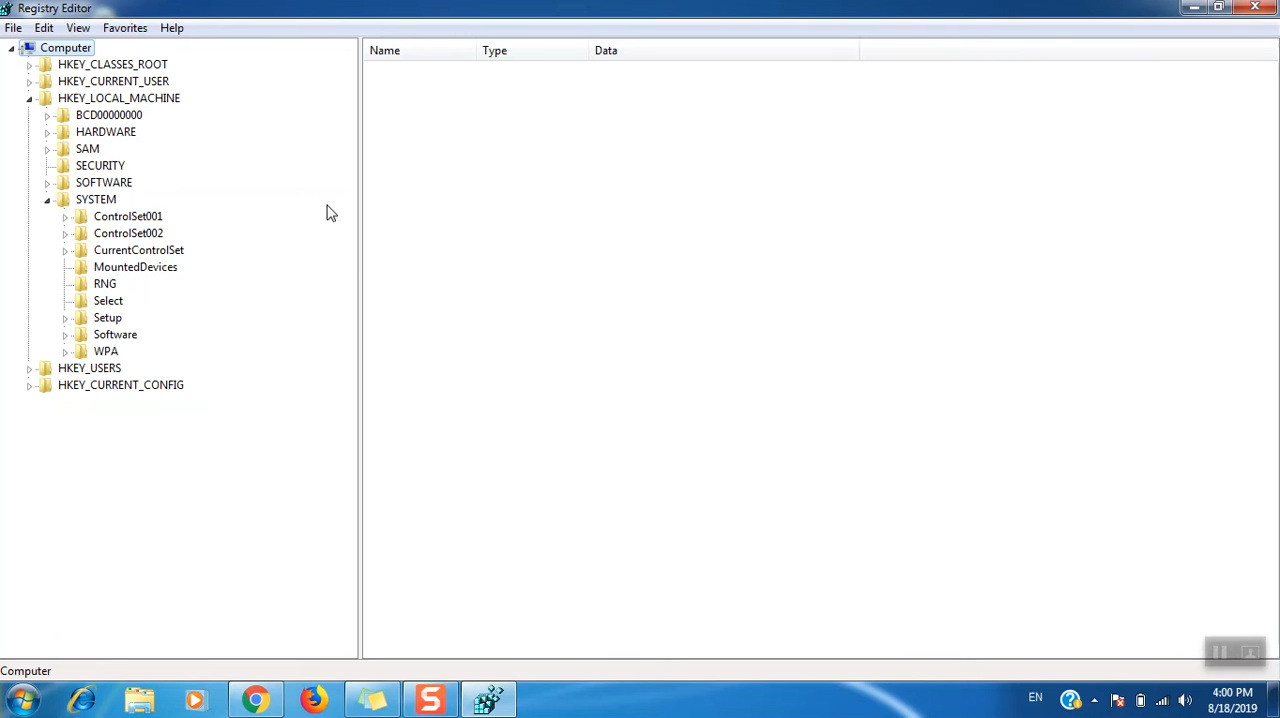 Registry Editor
File Edit View Favorites Help
Computer
HKEY_CLASSES_ROOT
HKEY_CURRENT_USER
HKEY_LOCAL_MACHINE
BCD00000000
HARDWARE
SAM
SECURITY
SOFTWARE
SYSTEM
ControlSet001
ControlSet002
CurrentControlSet
MountedDevices
RNG
Select
Setup
Software
WPA
HKEY_USERS
HKEY_CURRENT_CONFIG
Name Type Data
Computer
S
EN
4:00 PM
8/18/2019